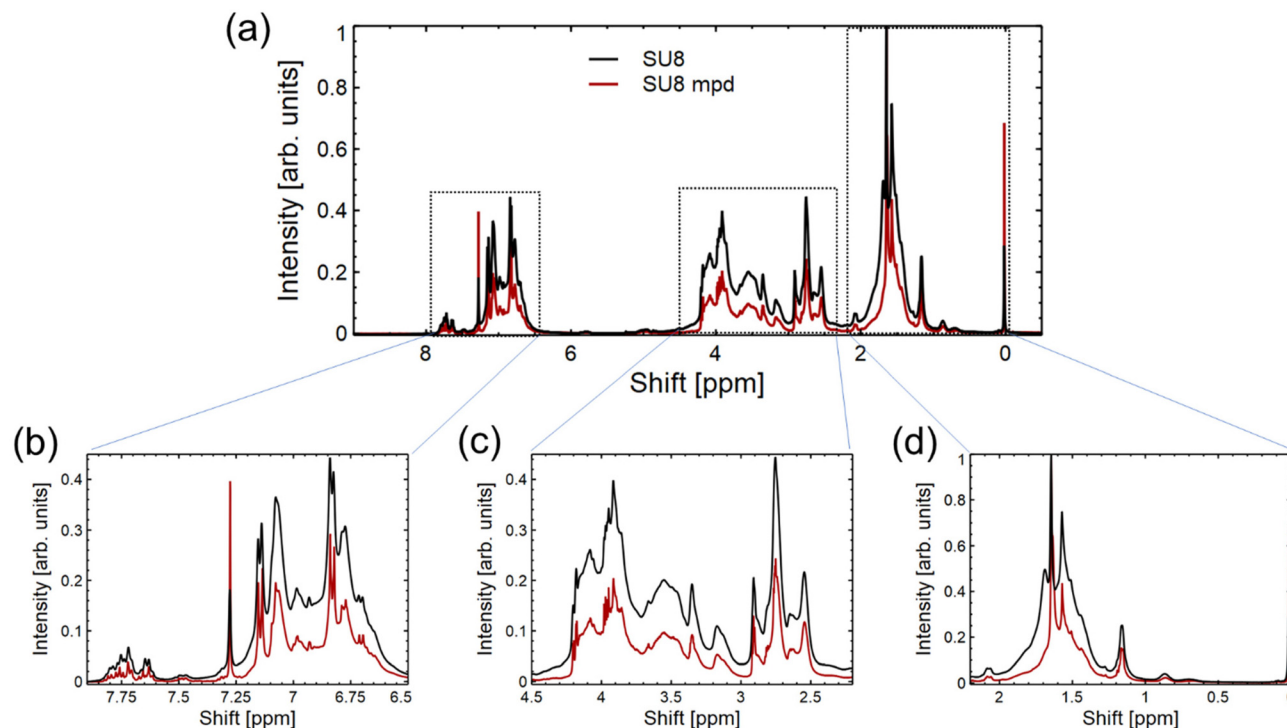 (a)
Intensity [arb. units]
1
0.8
0.6
0.4
0.2
0
SU8
SU8 mpd
8 6 4 2 0
Shift [ppm]
(b)
Intensity [arb. units]
0.4
0.3
0.2
0.1
0
7.75 7.5 7.25 7 6.75 6.5
Shift [ppm]
(c)
Intensity [arb. units]
0.4
0.3
0.2
0.1
0
4.5 4 3.5 3 2.5
Shift [ppm]
(d)
Intensity [arb. units]
1
0.8
0.6
0.4
0.2
0
2 1.5 1 0.5 0
Shift [ppm]